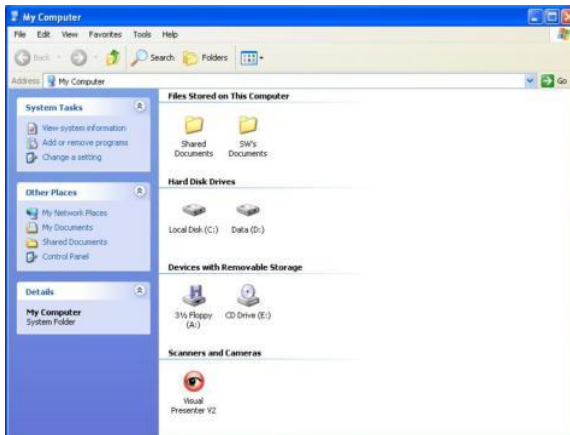 My Computer
File Edit View Favorites Tools Help
Back Search Folders
Address My Computer Go
System Tasks
View system information
Add or remove programs
Change a setting
Other Places
My Network Places
My Documents
Shared Documents
Control Panel
Details
My Computer
System Folder
Files Stored on This Computer
Shared Documents
SW's Documents
Hard Disk Drives
Local Disk (C:) Data (D:)
Devices with Removable Storage
3½ Floppy (A:)
CD Drive (E:)
Scanners and Cameras
Visual
Presenter V2